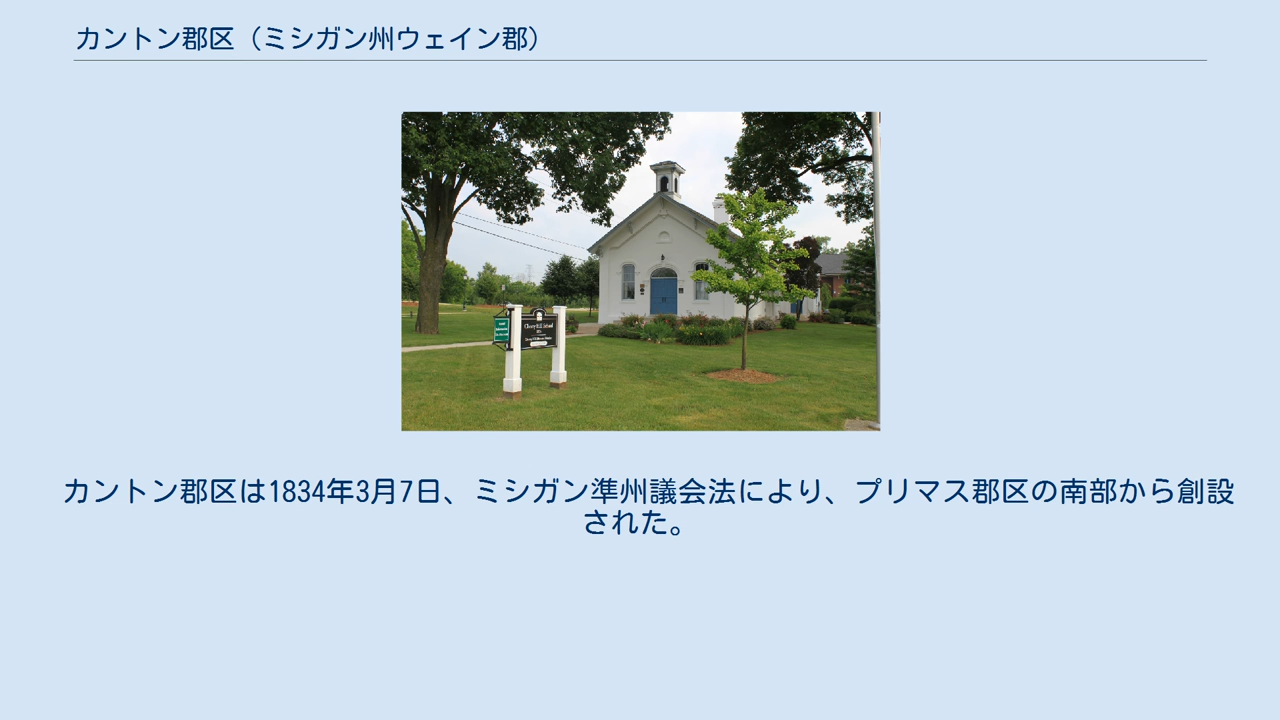 カントン郡区（ミシガン州ウェイン郡）
Cherry Hill School
カントン郡区は1834年3月7日、ミシガン準州議会法により、プリマス郡区の南部から創設
された。